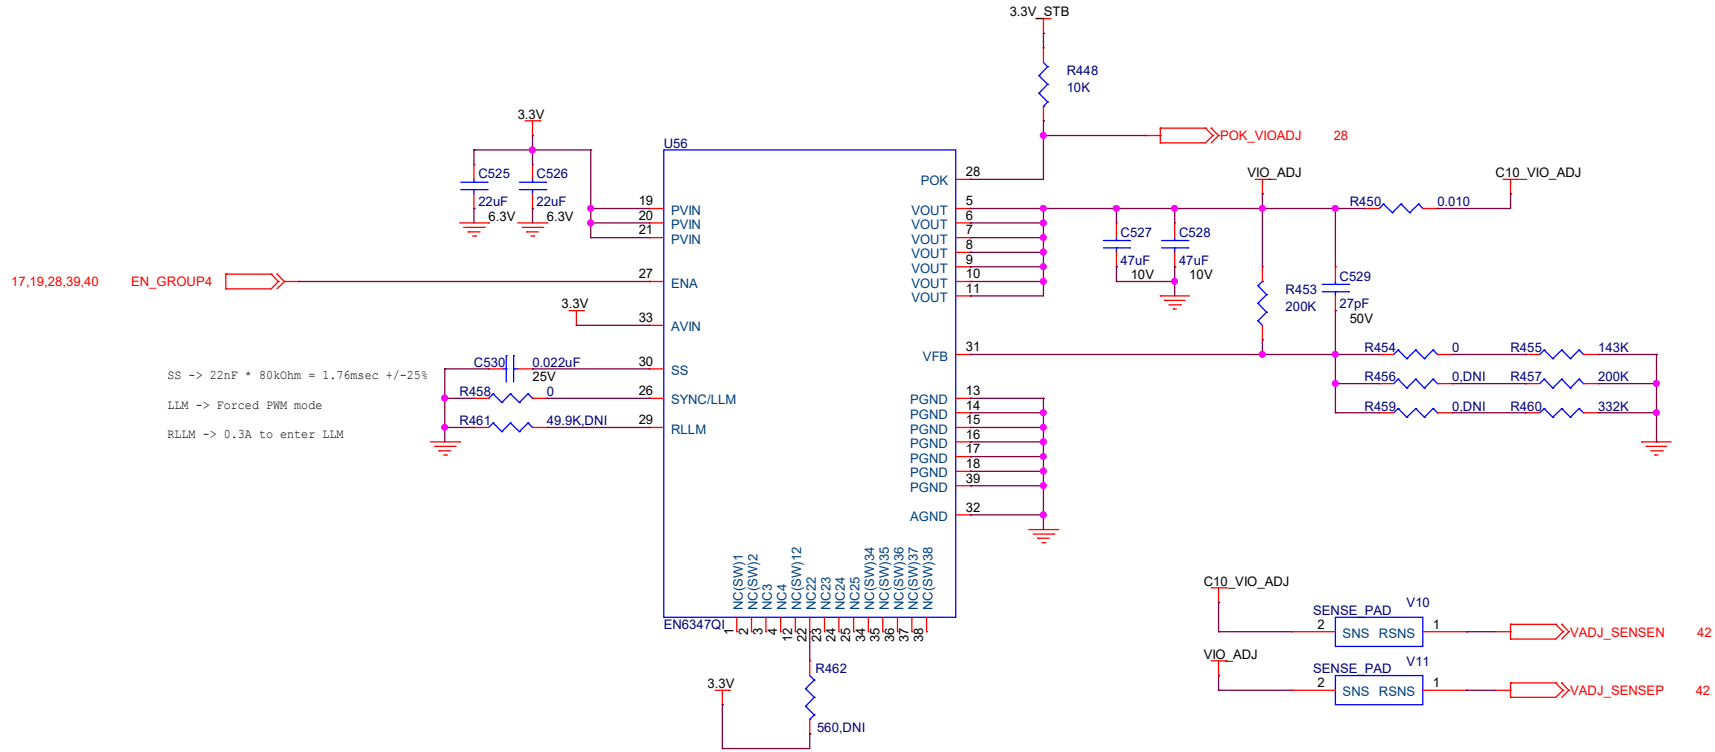 3.3V_STB
R448
10K
POK_VIOADJ 28
3.3V
C525
22uF
6.3V
C526
22uF
6.3V
U56
19 PVIN
20 PVIN
21 PVIN
17,19,28,39,40 EN_GROUP4
27 ENA
3.3V
33 AVIN
C530 0.022uF
25V
30 SS
R458 0
26 SYNC/LLM
R461 49.9K,DNI
29 RLLM
SS -> 22nF * 80kOhm = 1.76msec +/-25%
LLM -> Forced PWM mode
RLLM -> 0.3A to enter LLM
POK 28
VOUT 5
VOUT 6
VOUT 7
VOUT 8
VOUT 9
VOUT 10
VOUT 11
VFB 31
PGND 13
PGND 14
PGND 15
PGND 16
PGND 17
PGND 18
PGND 39
AGND 32
NC(SW)1 1
NC(SW)2 2
NC3 3
NC4 4
NC(SW)12 12
NC22 22
NC23 23
NC24 24
NC25 25
NC(SW)34 34
NC(SW)35 35
NC(SW)36 36
NC(SW)37 37
NC(SW)38 38
EN6347QI
3.3V
R462
560,DNI
VIO_ADJ
C10_VIO_ADJ
R450 0.010
C527
47uF
10V
C528
47uF
10V
R453
200K
C529
27pF
50V
R454 0 R455 143K
R456 0,DNI R457 200K
R459 0,DNI R460 332K
C10_VIO_ADJ
SENSE_PAD V10
2 SNS RSNS 1
VADJ_SENSEN 42
VIO_ADJ
SENSE_PAD V11
2 SNS RSNS 1
VADJ_SENSEP 42